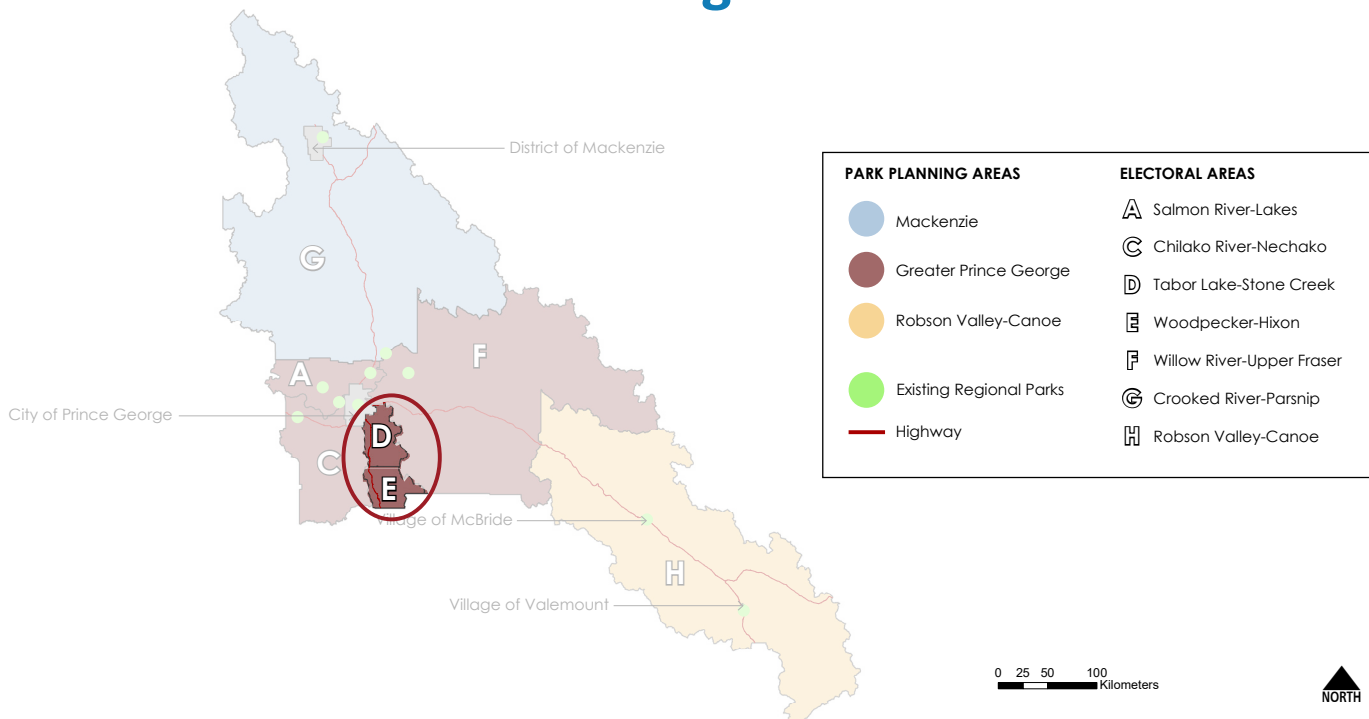 g
District of Mackenzie
G
F
A
City of Prince George
D
C
E
Village of McBride
H
Village of Valemount
PARK PLANNING AREAS
Mackenzie
Greater Prince George
Robson Valley-Canoe
Existing Regional Parks
Highway
ELECTORAL AREAS
A Salmon River-Lakes
C Chilako River-Nechako
D Tabor Lake-Stone Creek
E Woodpecker-Hixon
F Willow River-Upper Fraser
G Crooked River-Parsnip
H Robson Valley-Canoe
0 25 50 100
Kilometers
NORTH